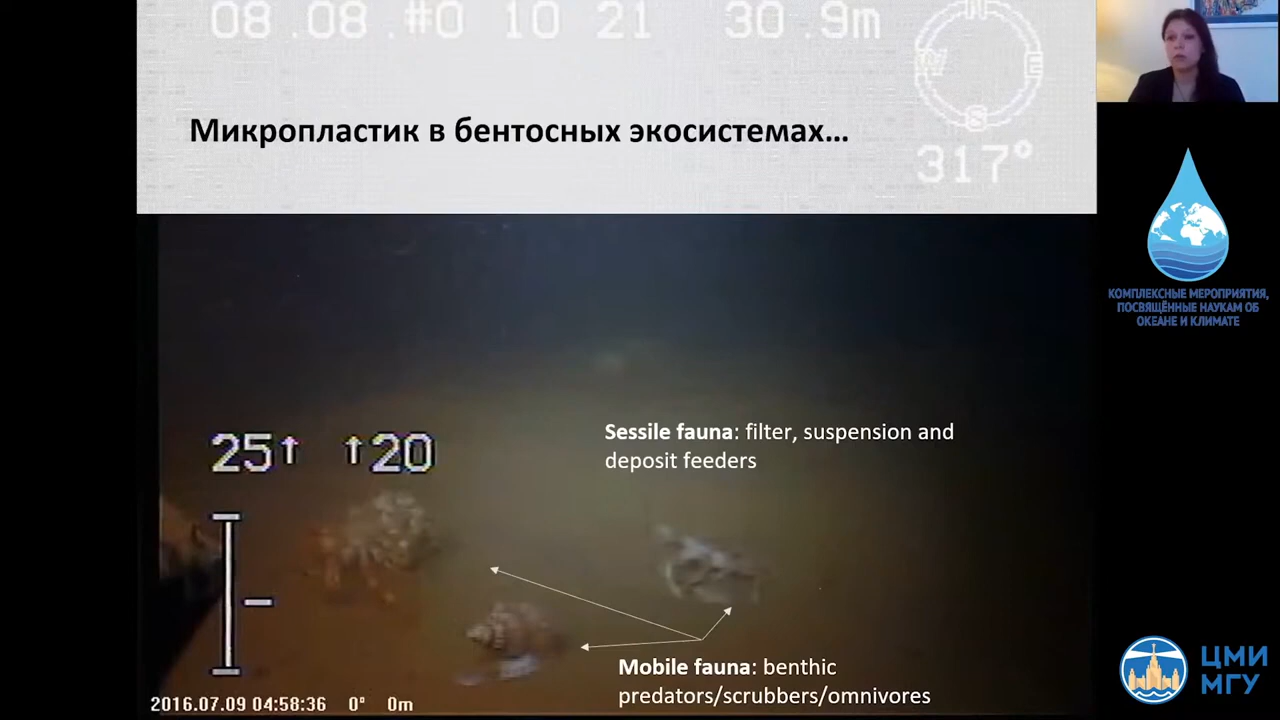 08.08.#0 10 21 30.9m
N
W
E
S
317°
Микропластик в бентосных экосистемах...
КОМПЛЕКСНЫЕ МЕРОПРИЯТИЯ,
ПОСВЯЩЁННЫЕ НАУКАМ ОБ
ОКЕАНЕ И КЛИМАТЕ
Sessile fauna: filter, suspension and
deposit feeders
25↑ ↑20
Mobile fauna: benthic
predators/scrubbers/omnivores
2016.07.09 04:58:36 0° 0m
ЦМИ
МГУ